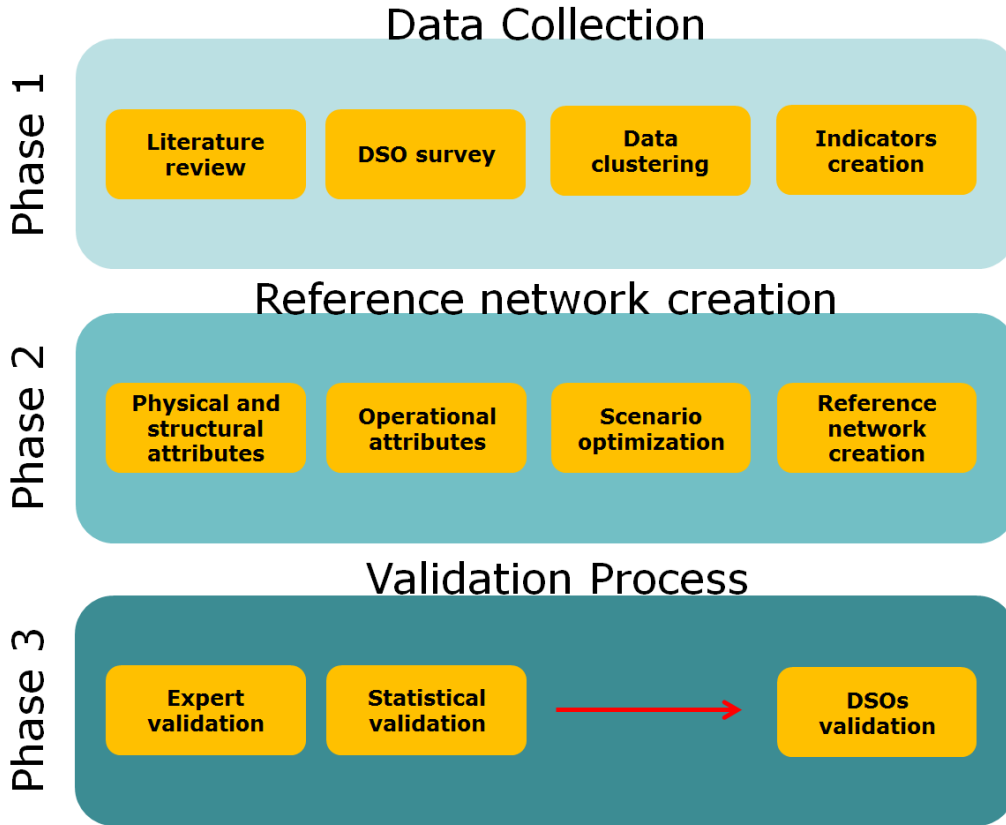 Data Collection
Phase 1
Literature
review
DSO survey
Data
clustering
Indicators
creation
Reference network creation
Phase 2
Physical and
structural
attributes
Operational
attributes
Scenario
optimization
Reference
network
creation
Validation Process
Phase 3
Expert
validation
Statistical
validation
DSOs
validation